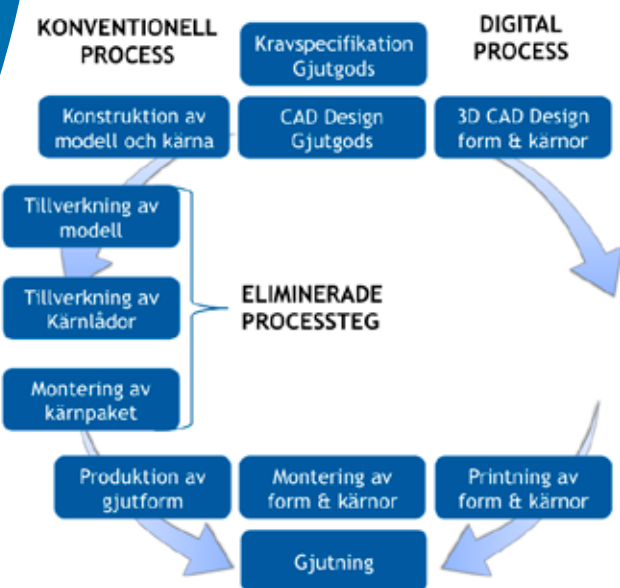 KONVENTIONELL
PROCESS
Kravspecifikation
Gjutgods
DIGITAL
PROCESS
Konstruktion av
modell och kärna
CAD Design
Gjutgods
3D CAD Design
form & kärnor
Tillverkning av
modell
Tillverkning av
Kärnlådor
Montering av
kärnpaket
ELIMINERADE
PROCESSTEG
Produktion av
gjutform
Montering av
form & kärnor
Printning av
form & kärnor
Gjutning